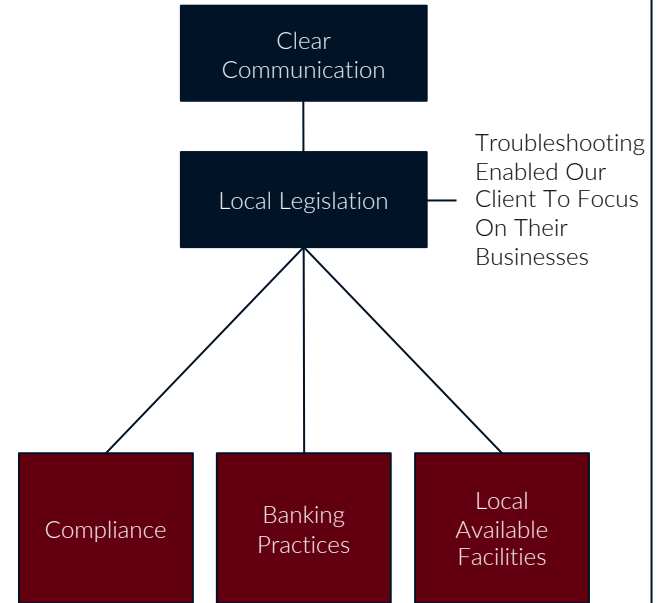 Clear
Communication
Local Legislation
Troubleshooting
Enabled Our
Client To Focus
On Their
Businesses
Compliance
Banking
Practices
Local
Available
Facilities